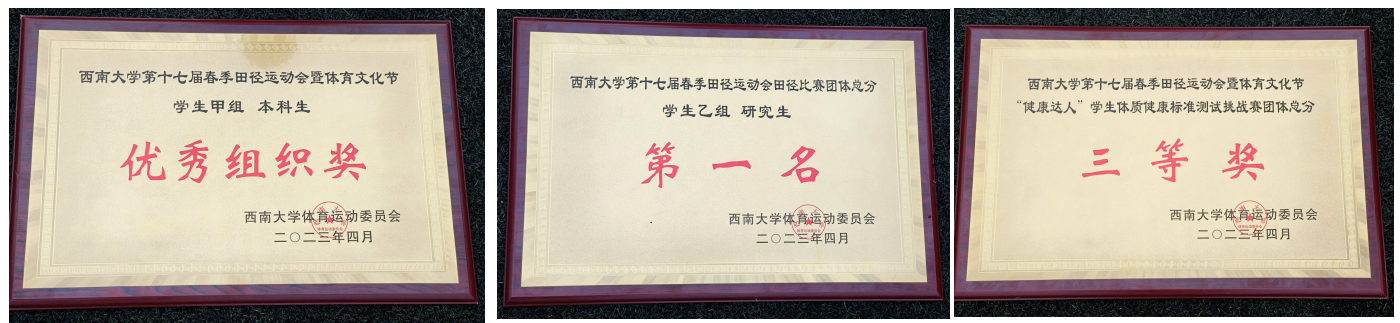 西南大学第十七届春季田径运动会暨体育文化节
学生甲组 本科生
优秀组织奖
西南大学体育运动委员会
二〇二三年四月
西南大学第十七届春季田径运动会田径比赛团体总分
学生乙组 研究生
第一名
西南大学体育运动委员会
二〇二三年四月
西南大学第十七届春季田径运动会暨体育文化节
“健康达人”学生体质健康标准测试挑战赛团体总分
三等奖
西南大学体育运动委员会
二〇二三年四月